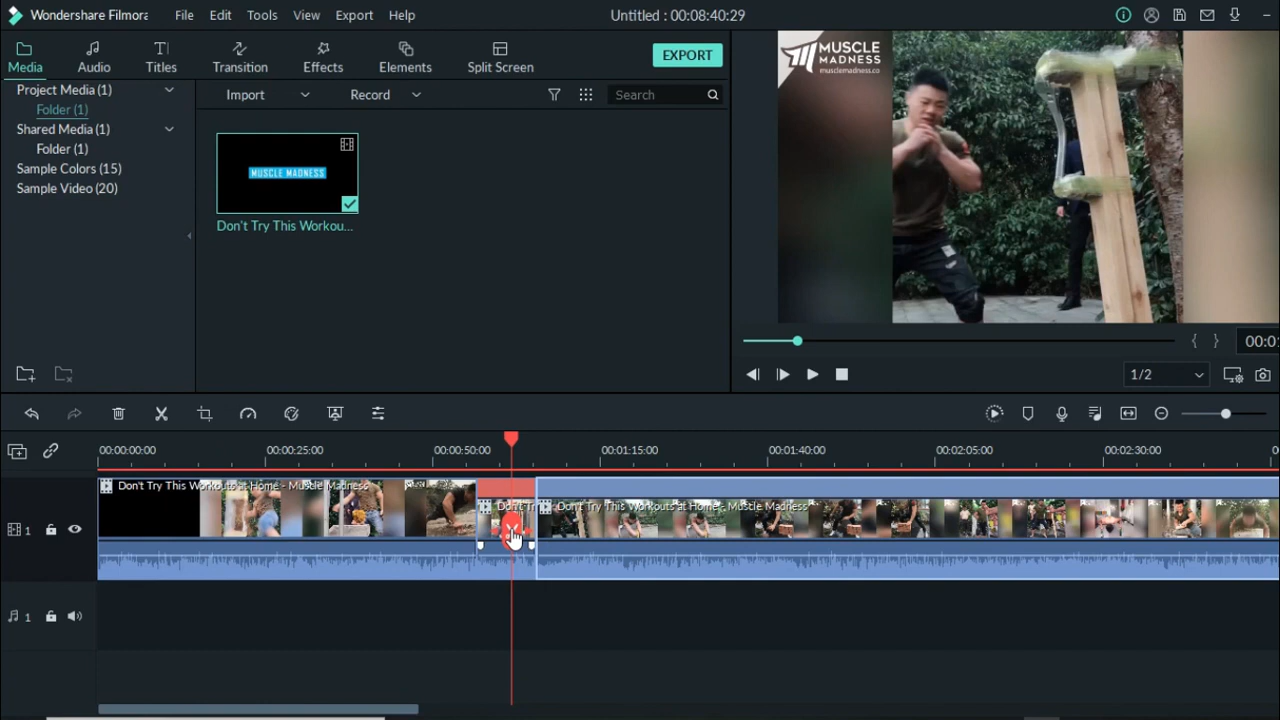 Wondershare Filmora
File
Edit
Tools
View
Export
Help
Untitled : 00:08:40:29
Media
Audio
Titles
Transition
Effects
Elements
Split Screen
EXPORT
MUSCLE
MADNESS
musclemadness.co
Project Media (1)
Folder (1)
Shared Media (1)
Folder (1)
Sample Colors (15)
Sample Video (20)
Import
Record
Search
MUSCLE MADNESS
Don't Try This Workou...
1/2
00:00:00:00
00:00:25:00
00:00:50:00
00:01:15:00
00:01:40:00
00:02:05:00
00:02:30:00
Don't Try This Workouts at Home - Muscle Madness
Don't Tr
Don't Try This Workouts at Home - Muscle Madness
1
1